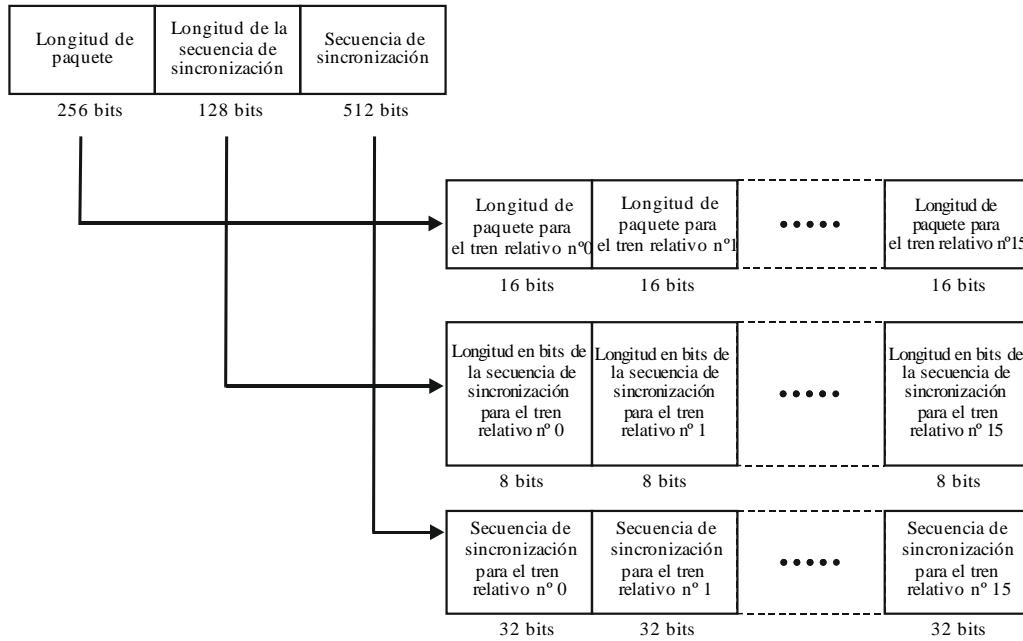 Longitud de
paquete
Longitud de la
secuencia de
sincronización
Secuencia de
sincronización
256 bits
128 bits
512 bits
Longitud de
paquete para
el tren relativo nº0
Longitud de
paquete para
el tren relativo nº1
Longitud de
paquete para
el tren relativo nº15
16 bits
16 bits
16 bits
Longitud en bits de
la secuencia de
sincronización
para el tren
relativo nº 0
Longitud en bits de
la secuencia de
sincronización
para el tren
relativo nº 1
Longitud en bits de
la secuencia de
sincronización
para el tren
relativo nº 15
8 bits
8 bits
8 bits
Secuencia de
sincronización
para el tren
relativo nº 0
Secuencia de
sincronización
para el tren
relativo nº 1
Secuencia de
sincronización
para el tren
relativo nº 15
32 bits
32 bits
32 bits